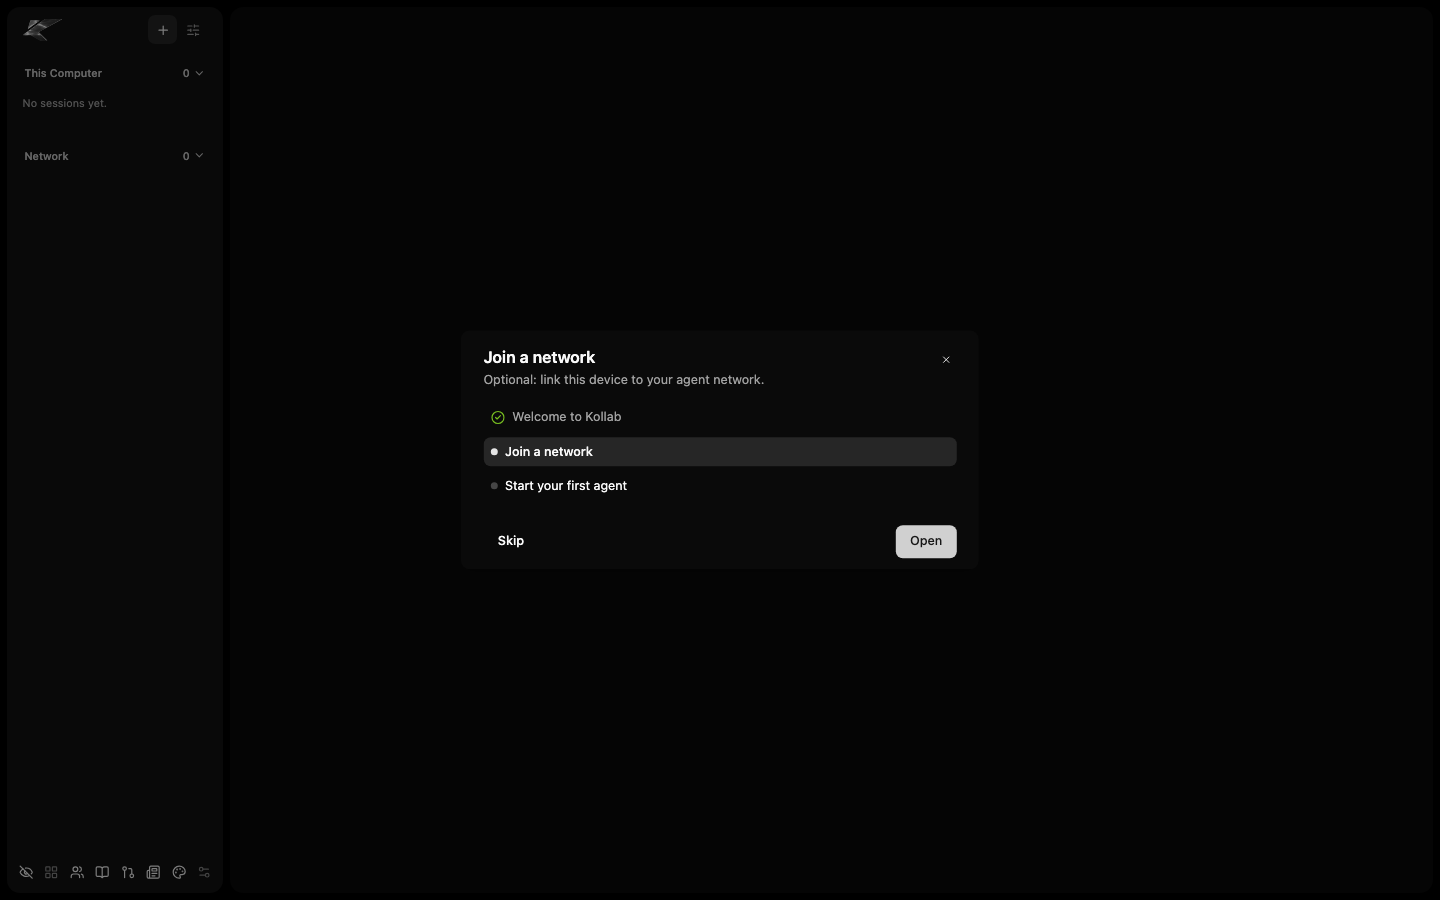 This Computer 0
No sessions yet.
Network 0
Join a network
Optional: link this device to your agent network.
Welcome to Kollab
Join a network
Start your first agent
Skip Open